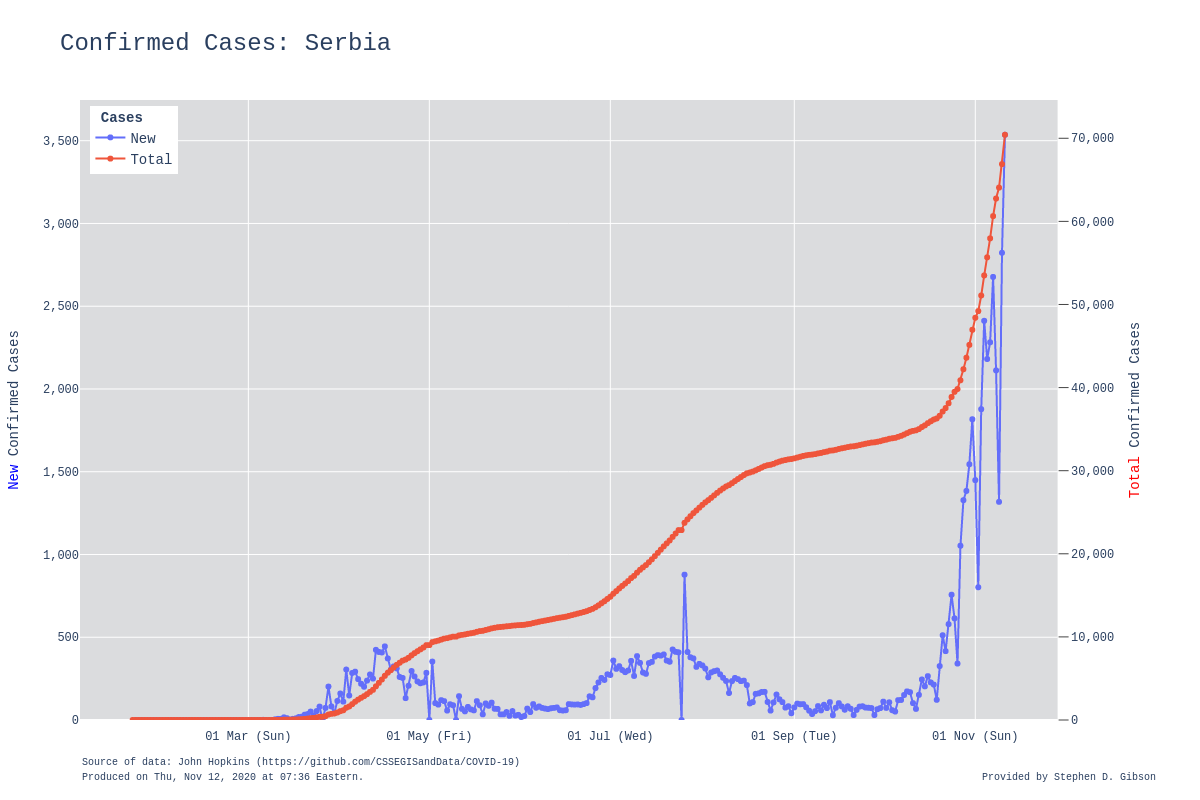 Confirmed Cases: Serbia
Cases
New
Total
3,500
3,000
2,500
2,000
1,500
1,000
500
0
New Confirmed Cases
70,000
60,000
50,000
40,000
30,000
20,000
10,000
0
Total Confirmed Cases
01 Mar (Sun)
01 May (Fri)
01 Jul (Wed)
01 Sep (Tue)
01 Nov (Sun)
Source of data: John Hopkins (https://github.com/CSSEGISandData/COVID-19)
Produced on Thu, Nov 12, 2020 at 07:36 Eastern.
Provided by Stephen D. Gibson